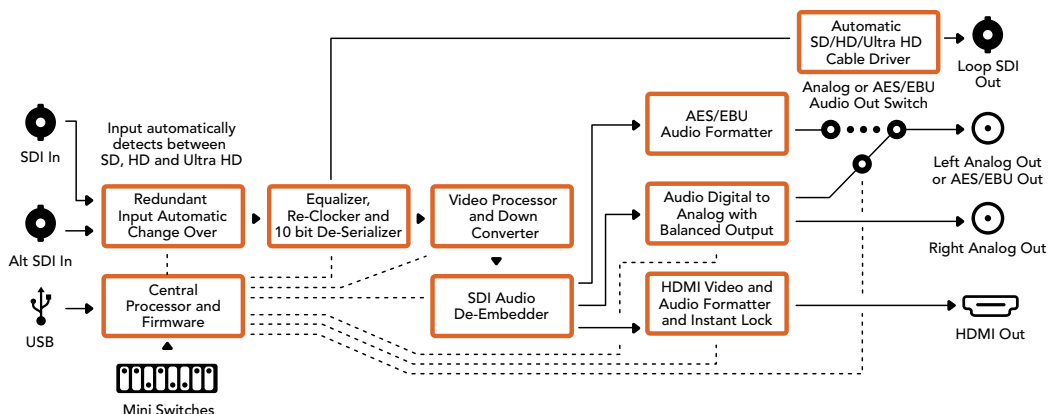 Automatic
SD/HD/Ultra HD
Cable Driver
Loop SDI
Out
Analog or AES/EBU
Audio Out Switch
SDI In
Input automatically
detects between
SD, HD and Ultra HD
AES/EBU
Audio Formatter
Left Analog Out
or AES/EBU Out
Alt SDI In
Redundant
Input Automatic
Change Over
Equalizer,
Re-Clocker and
10 bit De-Serializer
Video Processor
and Down
Converter
Audio Digital to
Analog with
Balanced Output
Right Analog Out
USB
Central
Processor and
Firmware
SDI Audio
De-Embedder
HDMI Video and
Audio Formatter
and Instant Lock
HDMI Out
Mini Switches